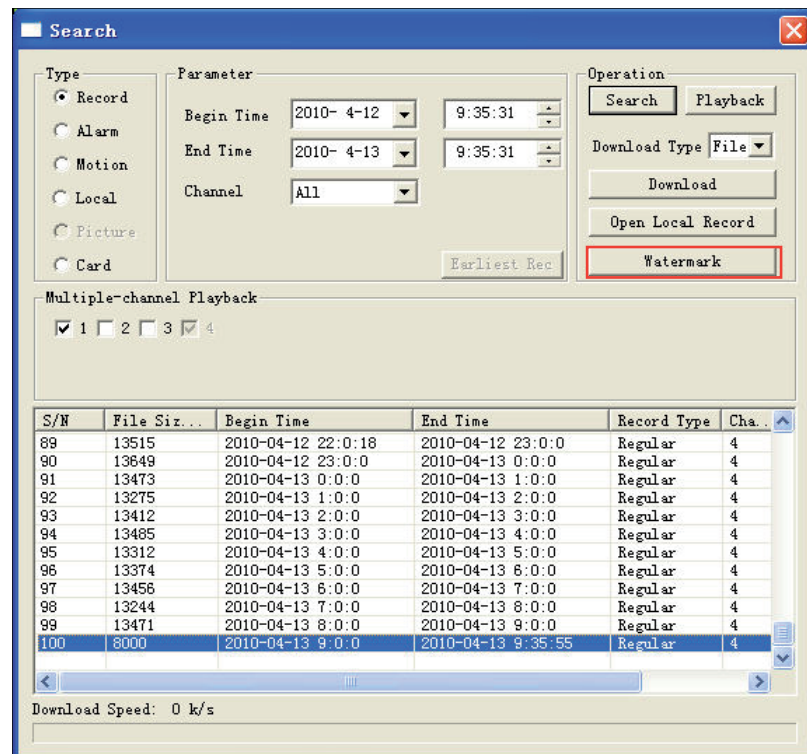 Search
Type
Record
Alarm
Motion
Local
Picture
Card
Parameter
Begin Time 2010- 4-12 9:35:31
End Time 2010- 4-13 9:35:31
Channel All
Earliest Rec
Operation
Search Playback
Download Type File
Download
Open Local Record
Watermark
Multiple-channel Playback
1 2 3 4
S/N File Siz... Begin Time End Time Record Type Cha..
89 13515 2010-04-12 22:0:18 2010-04-12 23:0:0 Regular 4
90 13649 2010-04-12 23:0:0 2010-04-13 0:0:0 Regular 4
91 13473 2010-04-13 0:0:0 2010-04-13 1:0:0 Regular 4
92 13275 2010-04-13 1:0:0 2010-04-13 2:0:0 Regular 4
93 13412 2010-04-13 2:0:0 2010-04-13 3:0:0 Regular 4
94 13485 2010-04-13 3:0:0 2010-04-13 4:0:0 Regular 4
95 13312 2010-04-13 4:0:0 2010-04-13 5:0:0 Regular 4
96 13374 2010-04-13 5:0:0 2010-04-13 6:0:0 Regular 4
97 13456 2010-04-13 6:0:0 2010-04-13 7:0:0 Regular 4
98 13244 2010-04-13 7:0:0 2010-04-13 8:0:0 Regular 4
99 13471 2010-04-13 8:0:0 2010-04-13 9:0:0 Regular 4
100 8000 2010-04-13 9:0:0 2010-04-13 9:35:55 Regular 4
Download Speed: 0 k/s